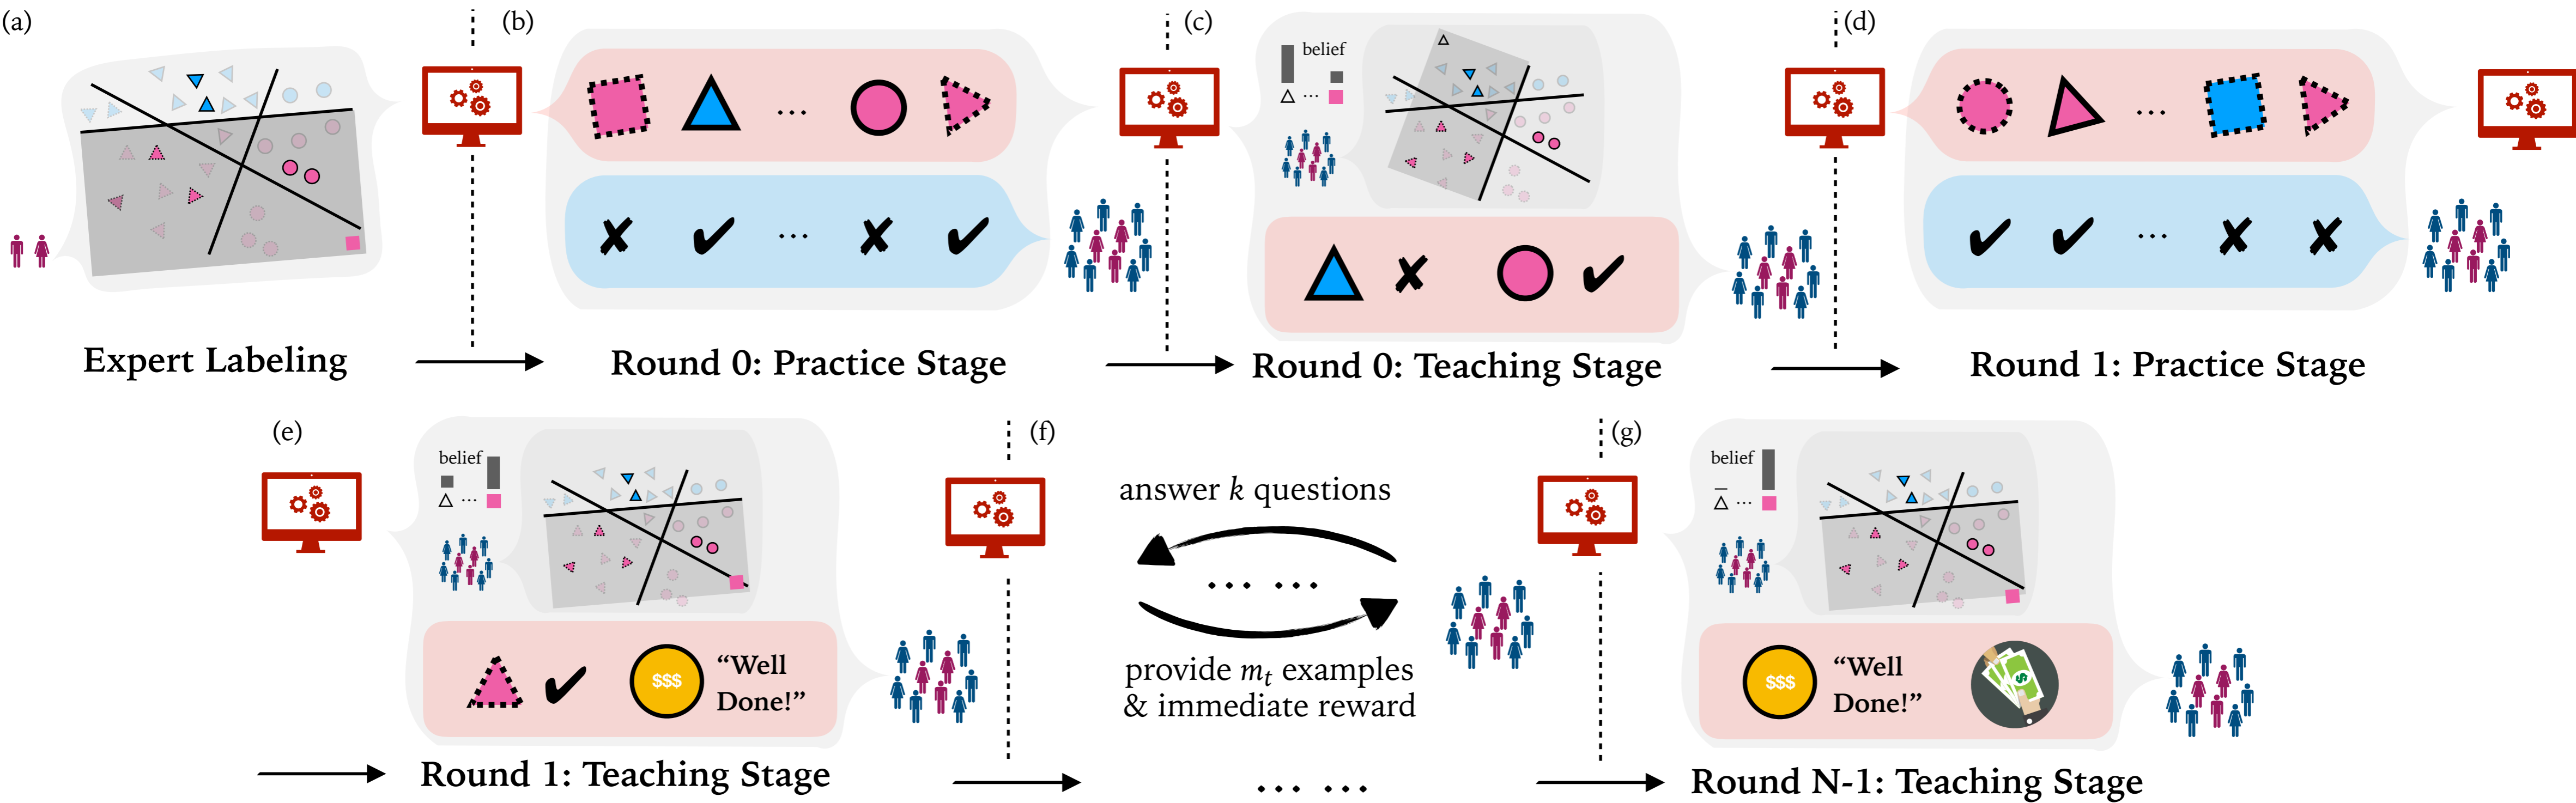 (a)
(b)
(c)
(d)
belief
...
...
...
...
...
Expert Labeling
Round 0: Practice Stage
Round 0: Teaching Stage
Round 1: Practice Stage
(e)
(f)
(g)
belief
...
$$$
“Well
Done!”
answer k questions
... ...
provide mₜ examples
& immediate reward
belief
...
$$$
“Well
Done!”
$
Round 1: Teaching Stage
... ...
Round N-1: Teaching Stage